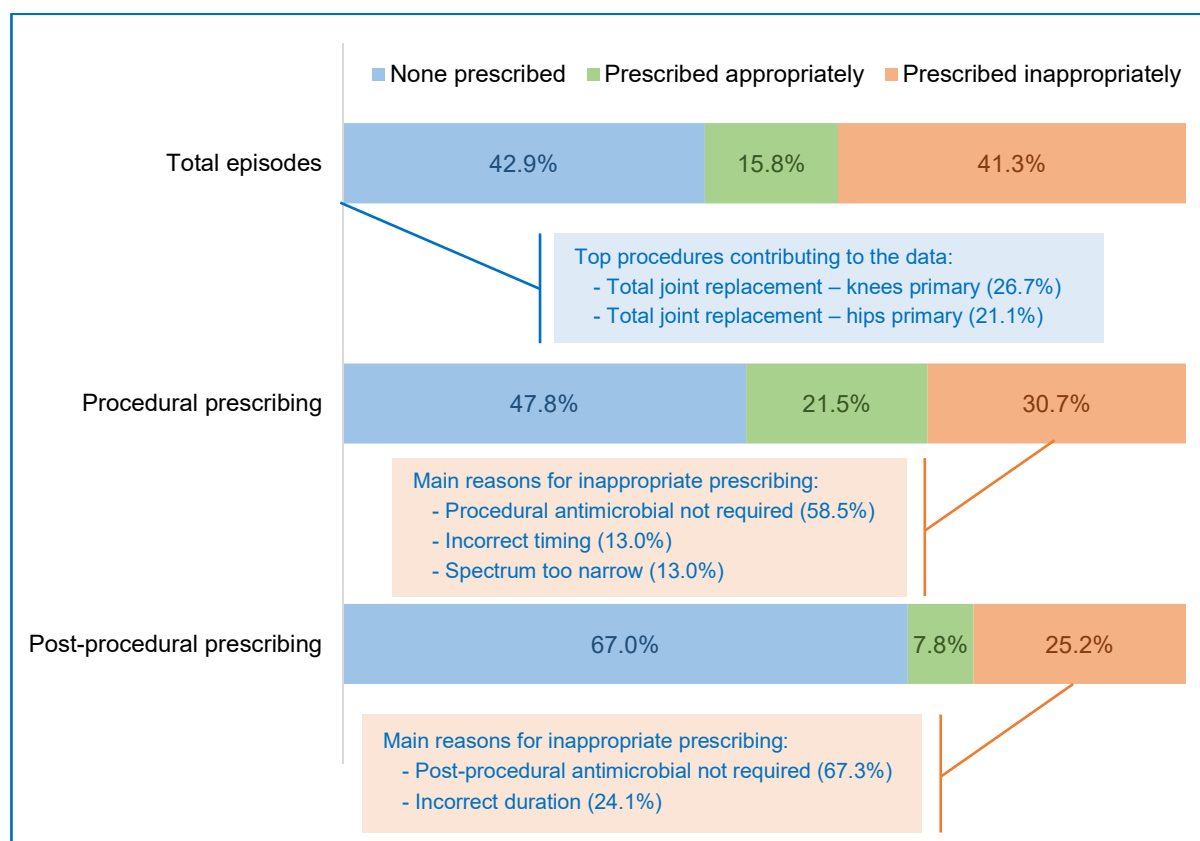 None prescribed Prescribed appropriately Prescribed inappropriately
Total episodes 42.9% 15.8% 41.3%
Top procedures contributing to the data:
- Total joint replacement – knees primary (26.7%)
- Total joint replacement – hips primary (21.1%)
Procedural prescribing 47.8% 21.5% 30.7%
Main reasons for inappropriate prescribing:
- Procedural antimicrobial not required (58.5%)
- Incorrect timing (13.0%)
- Spectrum too narrow (13.0%)
Post-procedural prescribing 67.0% 7.8% 25.2%
Main reasons for inappropriate prescribing:
- Post-procedural antimicrobial not required (67.3%)
- Incorrect duration (24.1%)